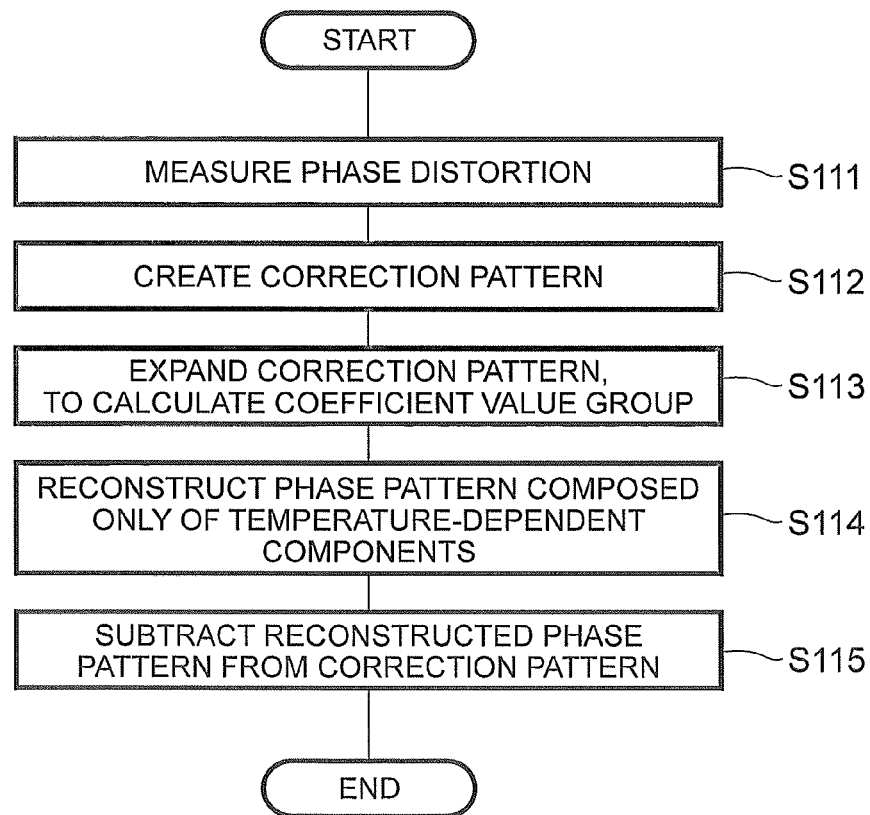 START
MEASURE PHASE DISTORTION
S111
CREATE CORRECTION PATTERN
S112
EXPAND CORRECTION PATTERN,
TO CALCULATE COEFFICIENT VALUE GROUP
S113
RECONSTRUCT PHASE PATTERN COMPOSED
ONLY OF TEMPERATURE-DEPENDENT
COMPONENTS
S114
SUBTRACT RECONSTRUCTED PHASE
PATTERN FROM CORRECTION PATTERN
S115
END